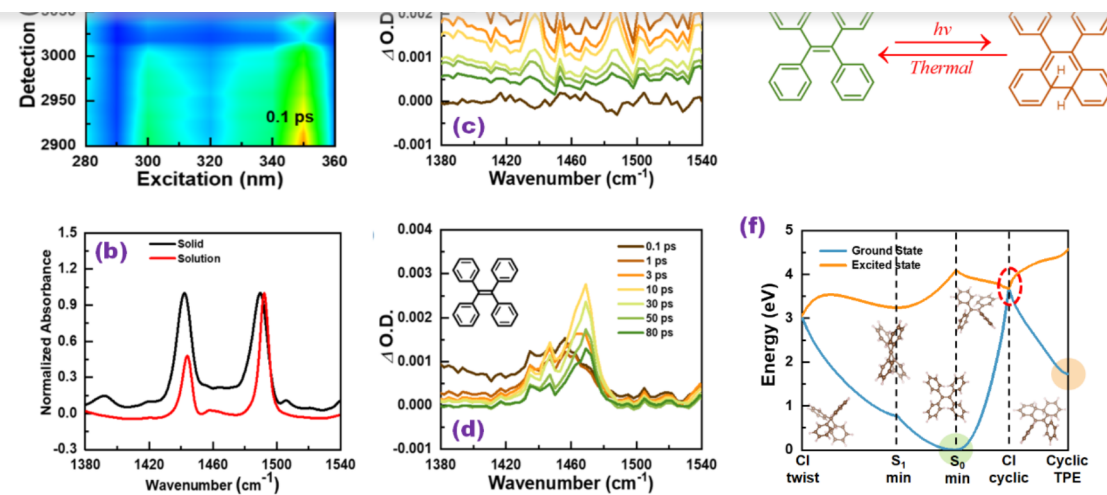 Detection
3000
2950
2900
0.1 ps
280 300 320 340 360
Excitation (nm)
Δ O.D.
0.002
0.001
0.000
-0.001
(c)
1380 1420 1460 1500 1540
Wavenumber (cm-1)
hν
Thermal
H
H
(b)
Solid
Solution
Normalized Absorbance
1.5
1.2
0.9
0.6
0.3
0.0
-0.3
1380 1420 1460 1500 1540
Wavenumber (cm-1)
Δ O.D.
0.004
0.003
0.002
0.001
0.000
-0.001
0.1 ps
1 ps
3 ps
10 ps
30 ps
50 ps
80 ps
(d)
1380 1420 1460 1500 1540
Wavenumber (cm-1)
(f)
Ground State
Excited state
Energy (eV)
5
4
3
2
1
0
CI twist
S1 min
S0 min
CI cyclic
Cyclic TPE